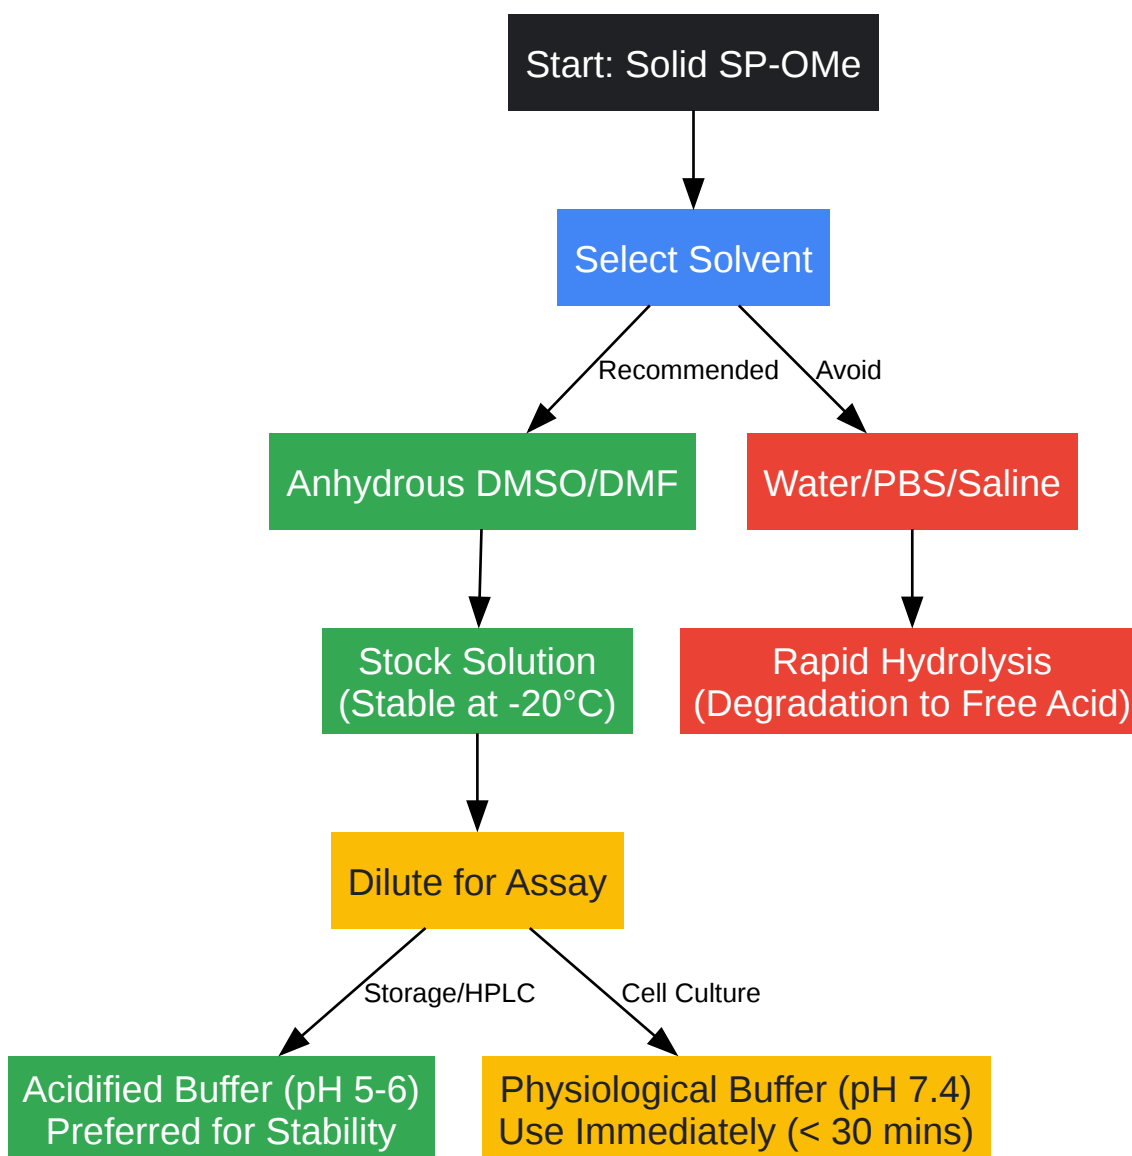 Start: Solid SP-OMe
Select Solvent
Recommended
Avoid
Anhydrous DMSO/DMF
Water/PBS/Saline
Stock Solution
(Stable at -20°C)
Rapid Hydrolysis
(Degradation to Free Acid)
Dilute for Assay
Storage/HPLC
Cell Culture
Acidified Buffer (pH 5-6)
Preferred for Stability
Physiological Buffer (pH 7.4)
Use Immediately (< 30 mins)